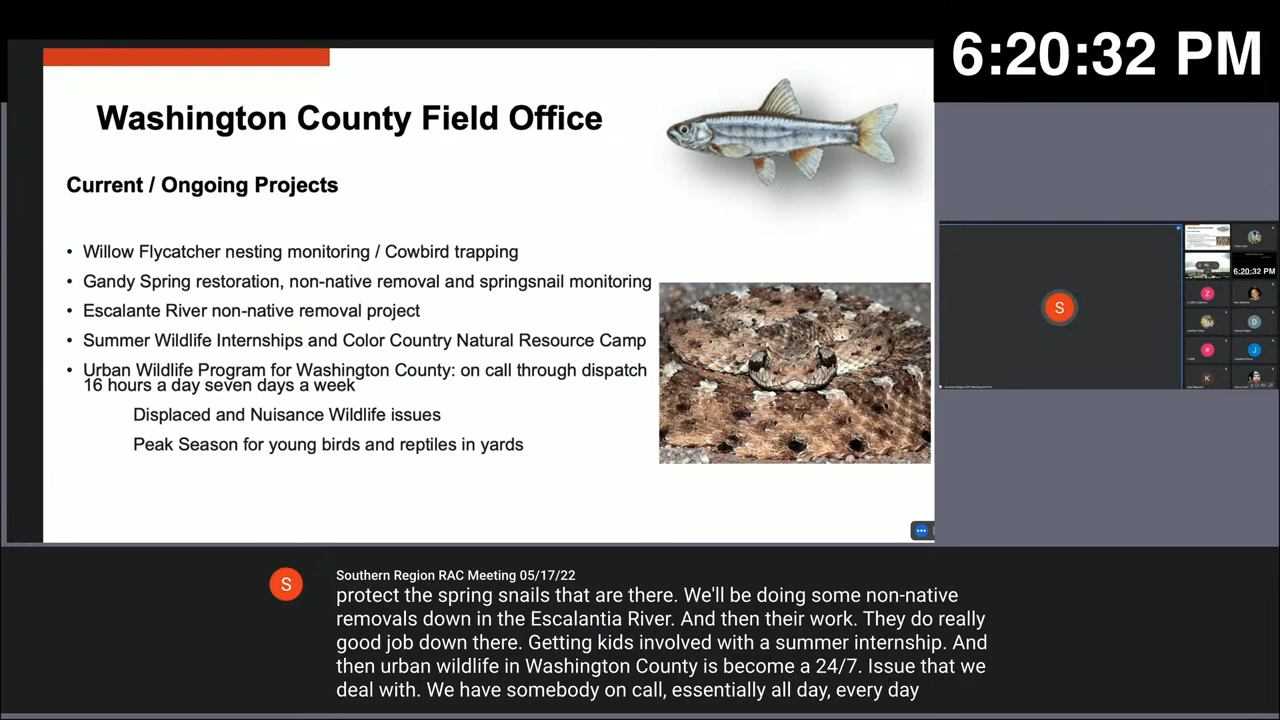 6:20:32 PM
Washington County Field Office
Current / Ongoing Projects
• Willow Flycatcher nesting monitoring / Cowbird trapping
• Gandy Spring restoration, non-native removal and springsnail monitoring
• Escalante River non-native removal project
• Summer Wildlife Internships and Color Country Natural Resource Camp
• Urban Wildlife Program for Washington County: on call through dispatch
16 hours a day seven days a week
Displaced and Nuisance Wildlife issues
Peak Season for young birds and reptiles in yards
S
6:20:32 PM
Z
D
e
J
K
S
Southern Region RAC Meeting 05/17/22
protect the spring snails that are there. We'll be doing some non-native
removals down in the Escalantia River. And then their work. They do really
good job down there. Getting kids involved with a summer internship. And
then urban wildlife in Washington County is become a 24/7. Issue that we
deal with. We have somebody on call, essentially all day, every day